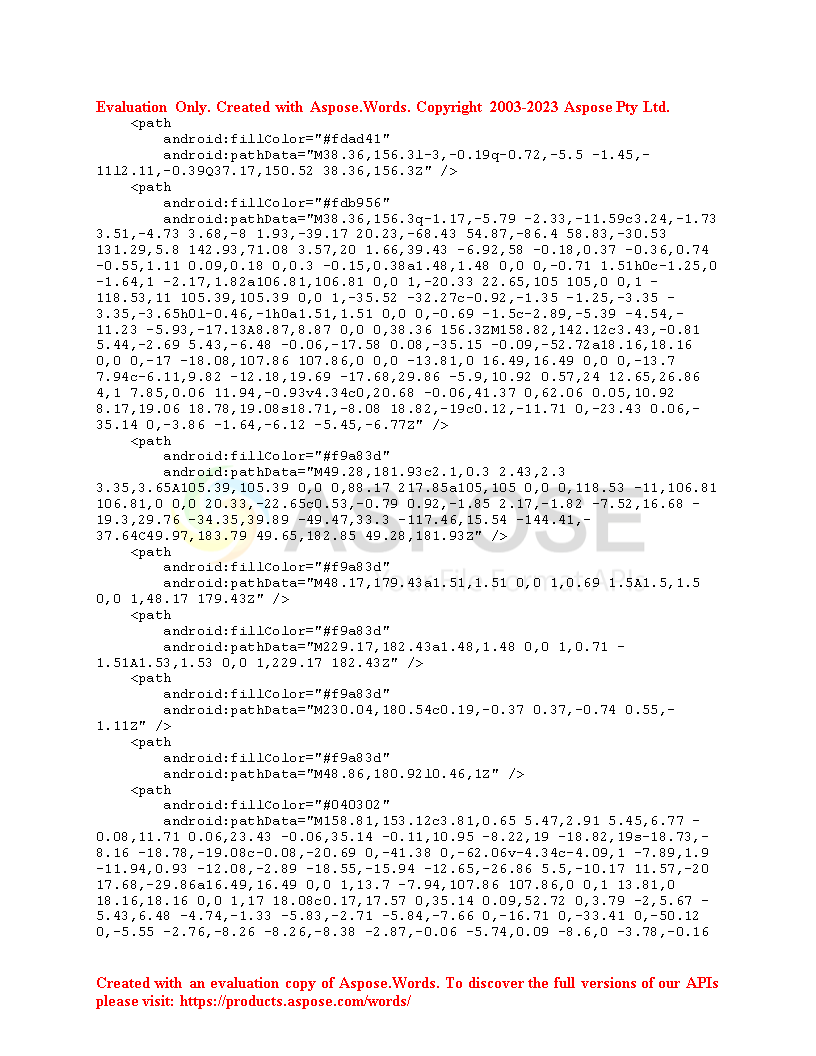 Evaluation Only. Created with Aspose.Words. Copyright 2003-2023 Aspose Pty Ltd.
<path
android:fillColor="#fdad41"
android:pathData="M38.36,156.3l-3,-0.19q-0.72,-5.5 -1.45,-
11l2.11,-0.39Q37.17,150.52 38.36,156.3Z" />
<path
android:fillColor="#fdb956"
android:pathData="M38.36,156.3q-1.17,-5.79 -2.33,-11.59c3.24,-1.73
3.51,-4.73 3.68,-8 1.93,-39.17 20.23,-68.43 54.87,-86.4 58.83,-30.53
131.29,5.8 142.93,71.08 3.57,20 1.66,39.43 -6.92,58 -0.18,0.37 -0.36,0.74
-0.55,1.11 0.09,0.18 0,0.3 -0.15,0.38a1.48,1.48 0,0 0,-0.71 1.51h0c-1.25,0
-1.64,1 -2.17,1.82a106.81,106.81 0,0 1,-20.33 22.65,105 105,0 0,1 -
118.53,11 105.39,105.39 0,0 1,-35.52 -32.27c-0.92,-1.35 -1.25,-3.35 -
3.35,-3.65h0l-0.46,-1h0a1.51,1.51 0,0 0,-0.69 -1.5c-2.89,-5.39 -4.54,-
11.23 -5.93,-17.13A8.87,8.87 0,0 0,38.36 156.3ZM158.82,142.12c3.43,-0.81
5.44,-2.69 5.43,-6.48 -0.06,-17.58 0.08,-35.15 -0.09,-52.72a18.16,18.16
0,0 0,-17 -18.08,107.86 107.86,0 0,0 -13.81,0 16.49,16.49 0,0 0,-13.7
7.94c-6.11,9.82 -12.18,19.69 -17.68,29.86 -5.9,10.92 0.57,24 12.65,26.86
4,1 7.85,0.06 11.94,-0.93v4.34c0,20.68 -0.06,41.37 0,62.06 0.05,10.92
8.17,19.06 18.78,19.08s18.71,-8.08 18.82,-19c0.12,-11.71 0,-23.43 0.06,-
35.14 0,-3.86 -1.64,-6.12 -5.45,-6.77Z" />
<path
android:fillColor="#f9a83d"
android:pathData="M49.28,181.93c2.1,0.3 2.43,2.3
3.35,3.65A105.39,105.39 0,0 0,88.17 217.85a105,105 0,0 0,118.53 -11,106.81
106.81,0 0,0 20.33,-22.65c0.53,-0.79 0.92,-1.85 2.17,-1.82 -7.52,16.68 -
19.3,29.76 -34.35,39.89 -49.47,33.3 -117.46,15.54 -144.41,-
37.64C49.97,183.79 49.65,182.85 49.28,181.93Z" />
<path
android:fillColor="#f9a83d"
android:pathData="M48.17,179.43a1.51,1.51 0,0 1,0.69 1.5A1.5,1.5
0,0 1,48.17 179.43Z" />
<path
android:fillColor="#f9a83d"
android:pathData="M229.17,182.43a1.48,1.48 0,0 1,0.71 -
1.51A1.53,1.53 0,0 1,229.17 182.43Z" />
<path
android:fillColor="#f9a83d"
android:pathData="M230.04,180.54c0.19,-0.37 0.37,-0.74 0.55,-
1.11Z" />
<path
android:fillColor="#f9a83d"
android:pathData="M48.86,180.92l0.46,1Z" />
<path
android:fillColor="#040302"
android:pathData="M158.81,153.12c3.81,0.65 5.47,2.91 5.45,6.77 -
0.08,11.71 0.06,23.43 -0.06,35.14 -0.11,10.95 -8.22,19 -18.82,19s-18.73,-
8.16 -18.78,-19.08c-0.08,-20.69 0,-41.38 0,-62.06v-4.34c-4.09,1 -7.89,1.9
-11.94,0.93 -12.08,-2.89 -18.55,-15.94 -12.65,-26.86 5.5,-10.17 11.57,-20
17.68,-29.86a16.49,16.49 0,0 1,13.7 -7.94,107.86 107.86,0 0,1 13.81,0
18.16,18.16 0,0 1,17 18.08c0.17,17.57 0,35.14 0.09,52.72 0,3.79 -2,5.67 -
5.43,6.48 -4.74,-1.33 -5.83,-2.71 -5.84,-7.66 0,-16.71 0,-33.41 0,-50.12
0,-5.55 -2.76,-8.26 -8.26,-8.38 -2.87,-0.06 -5.74,0.09 -8.6,0 -3.78,-0.16
ASPOSE
Your File Format APIs
Created with an evaluation copy of Aspose.Words. To discover the full versions of our APIs
please visit: https://products.aspose.com/words/